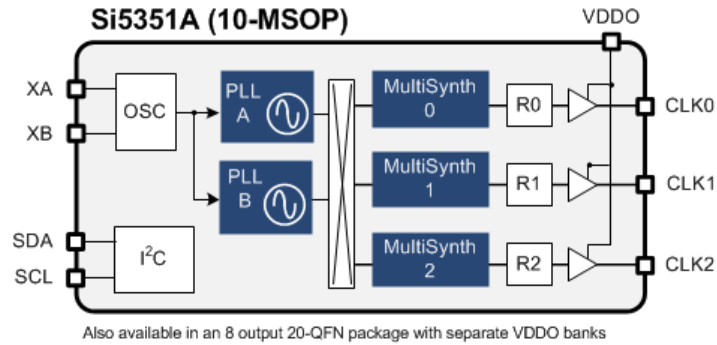 Si5351A (10-MSOP)
VDDO
XA
XB
OSC
PLL
A
PLL
B
MultiSynth
0
R0
CLK0
MultiSynth
1
R1
CLK1
MultiSynth
2
R2
CLK2
SDA
SCL
I²C
Also available in an 8 output 20-QFN package with separate VDDO banks